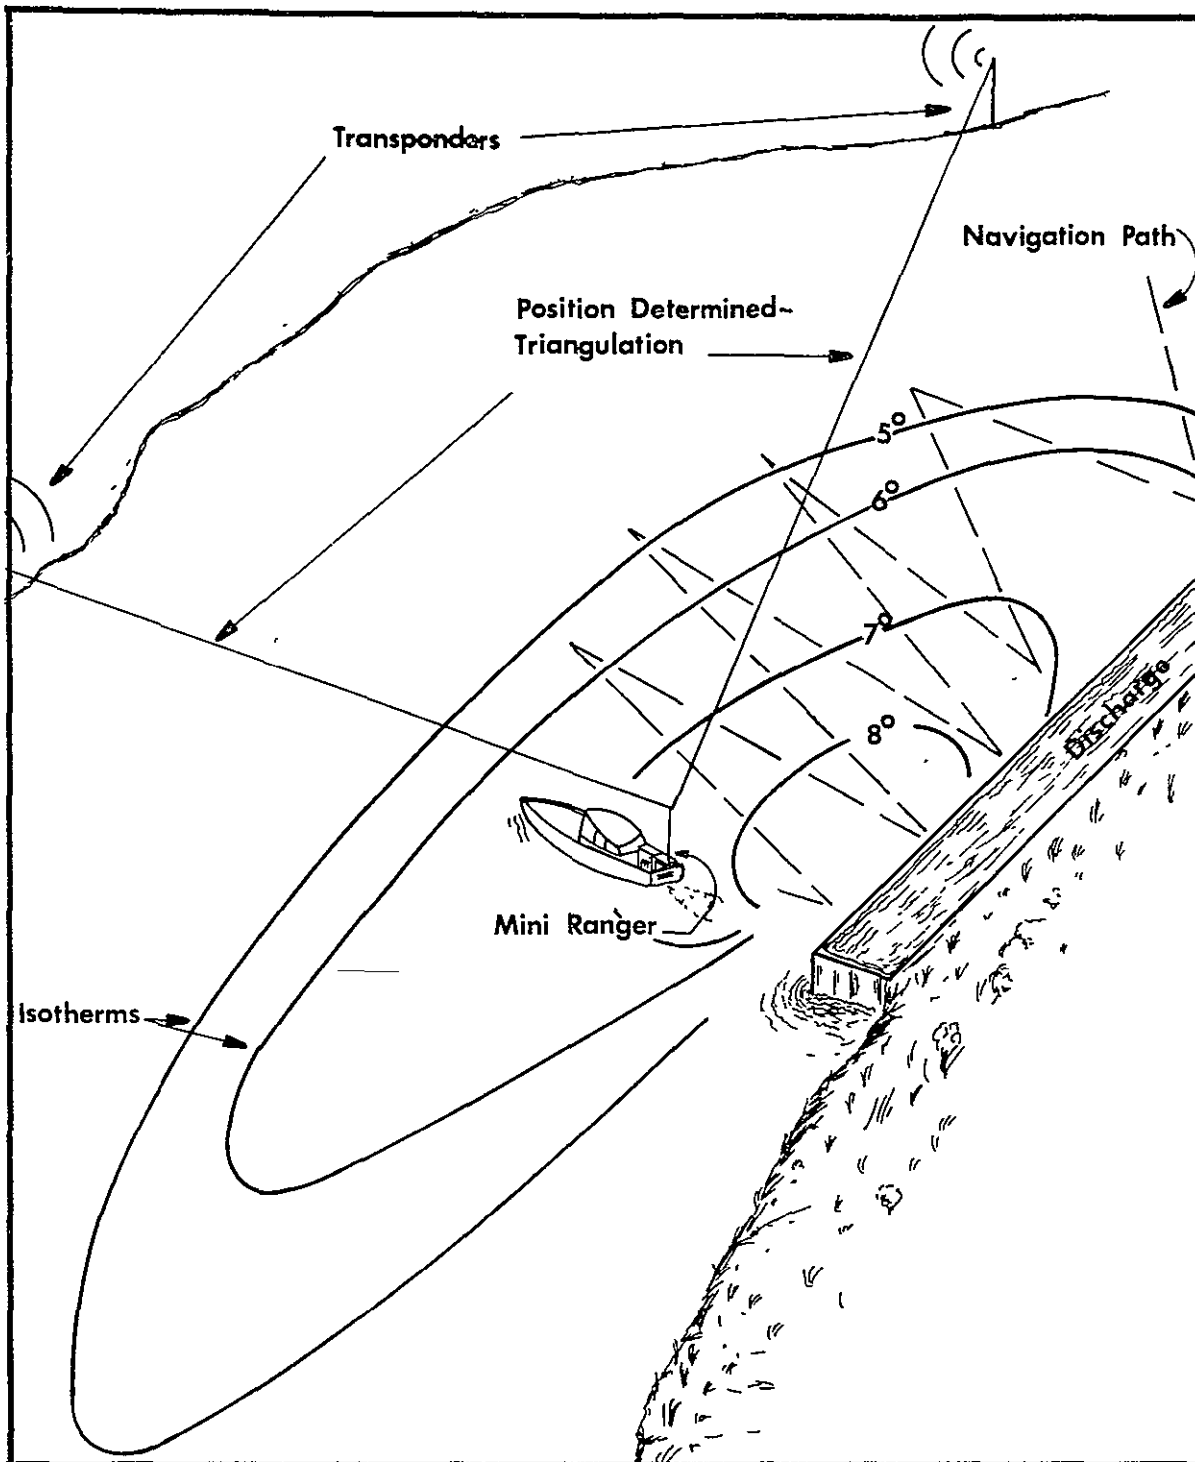 Transponders
Navigation Path
Position Determined-
Triangulation
5°
6°
7°
8°
Discharge
Mini Ranger
Isotherms